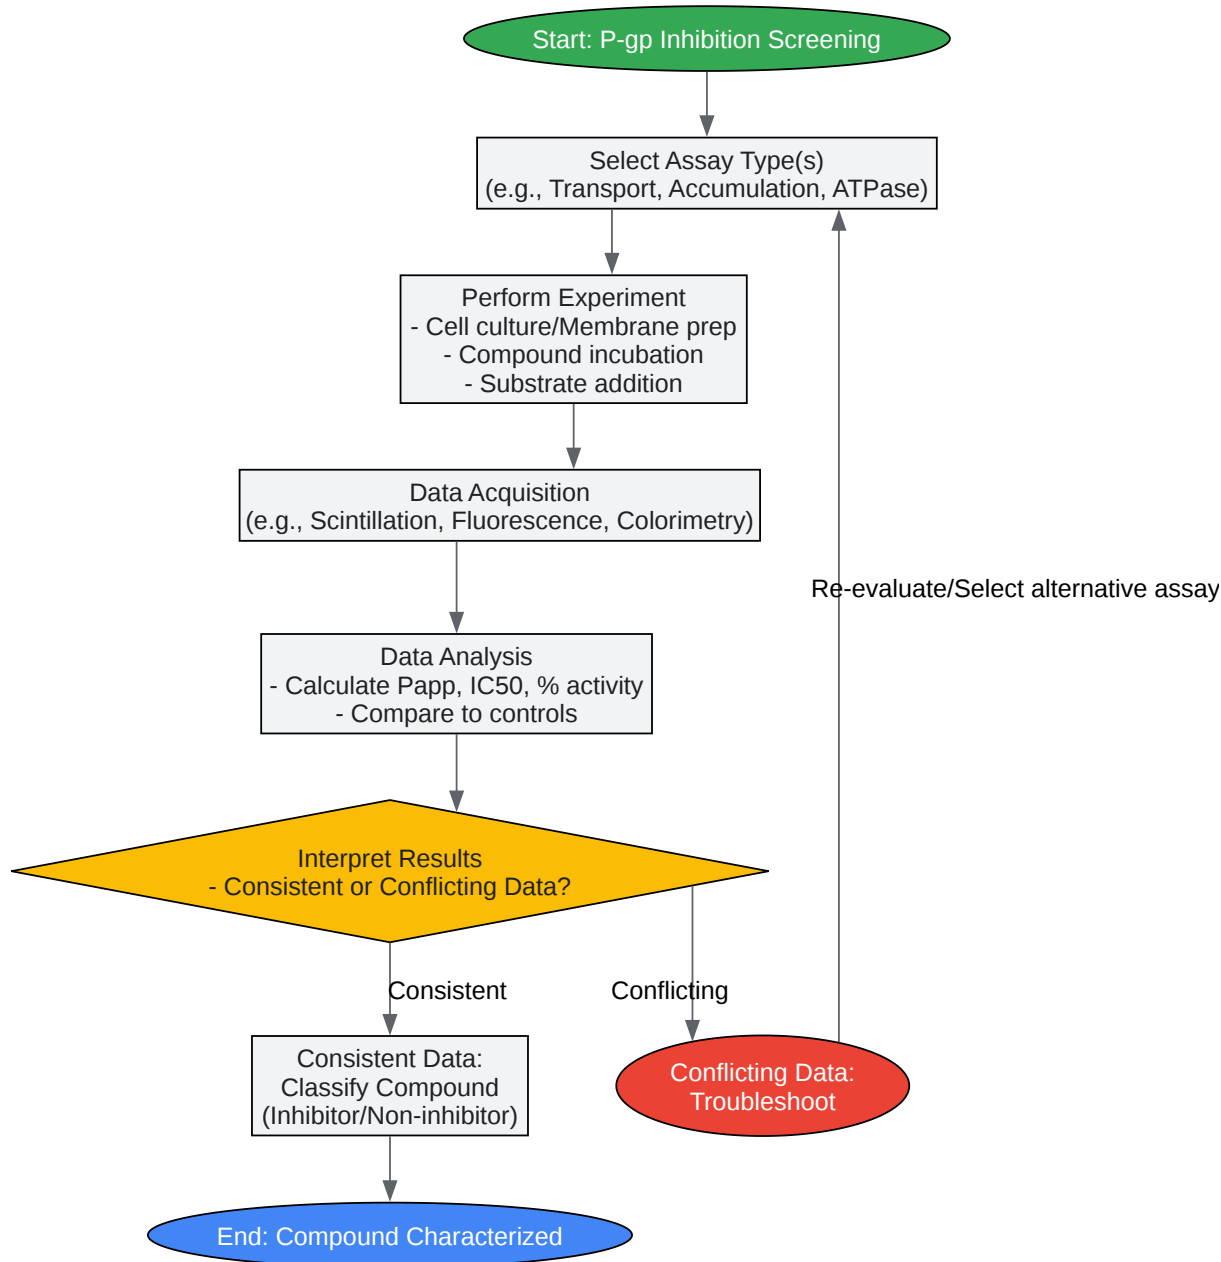 Start: P-gp Inhibition Screening
Select Assay Type(s)
(e.g., Transport, Accumulation, ATPase)
Perform Experiment
- Cell culture/Membrane prep
- Compound incubation
- Substrate addition
Data Acquisition
(e.g., Scintillation, Fluorescence, Colorimetry)
Re-evaluate/Select alternative assay
Data Analysis
- Calculate Papp, IC50, % activity
- Compare to controls
Interpret Results
- Consistent or Conflicting Data?
Consistent
Conflicting
Consistent Data:
Classify Compound
(Inhibitor/Non-inhibitor)
Conflicting Data:
Troubleshoot
End: Compound Characterized